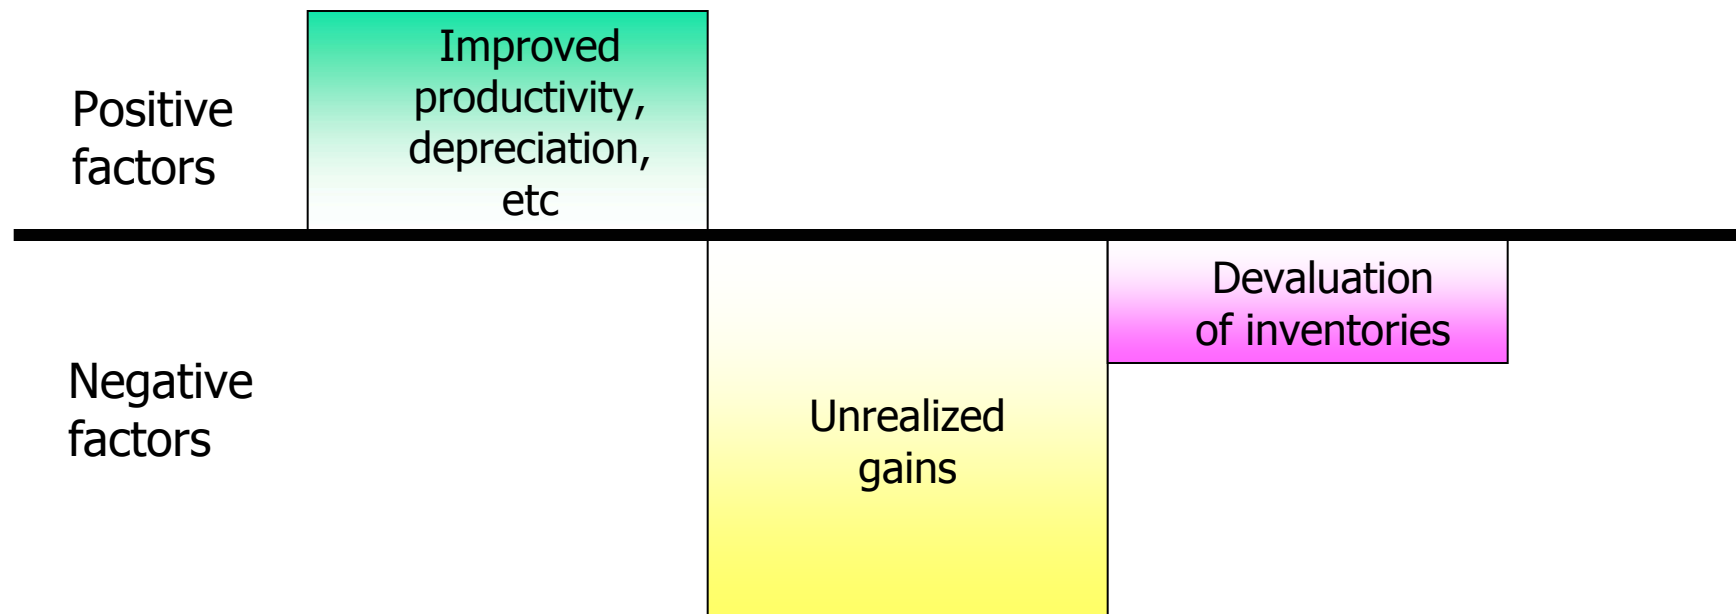 Positive
factors
Improved
productivity,
depreciation,
etc
Negative
factors
Unrealized
gains
Devaluation
of inventories